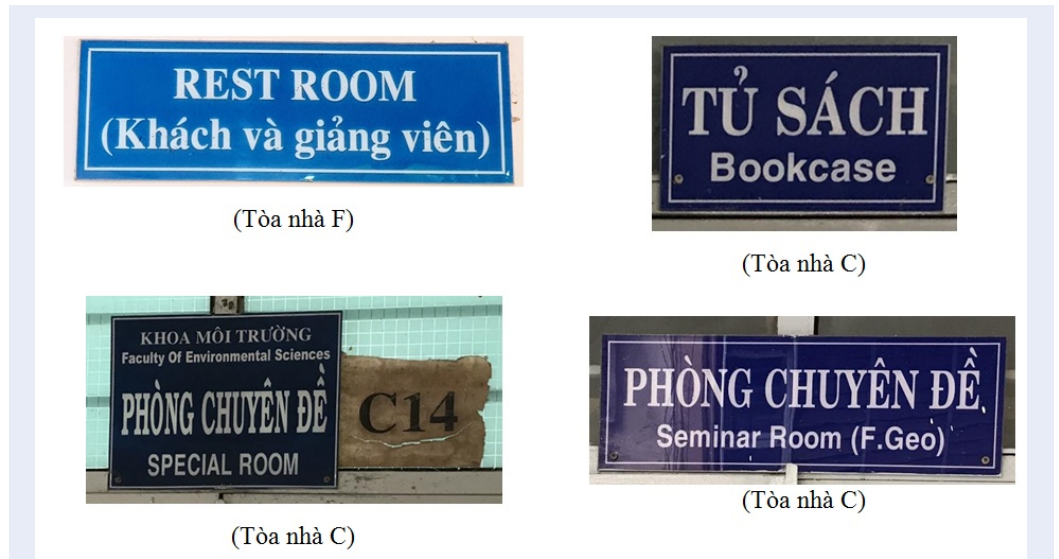 REST ROOM
(Khách và giảng viên)
(Tòa nhà F)
TỦ SÁCH
Bookcase
(Tòa nhà C)
KHOA MÔI TRƯỜNG
Faculty Of Environmental Sciences
PHÒNG CHUYÊN ĐỀ
SPECIAL ROOM
C14
(Tòa nhà C)
PHÒNG CHUYÊN ĐỀ
Seminar Room (F.Geo)
(Tòa nhà C)